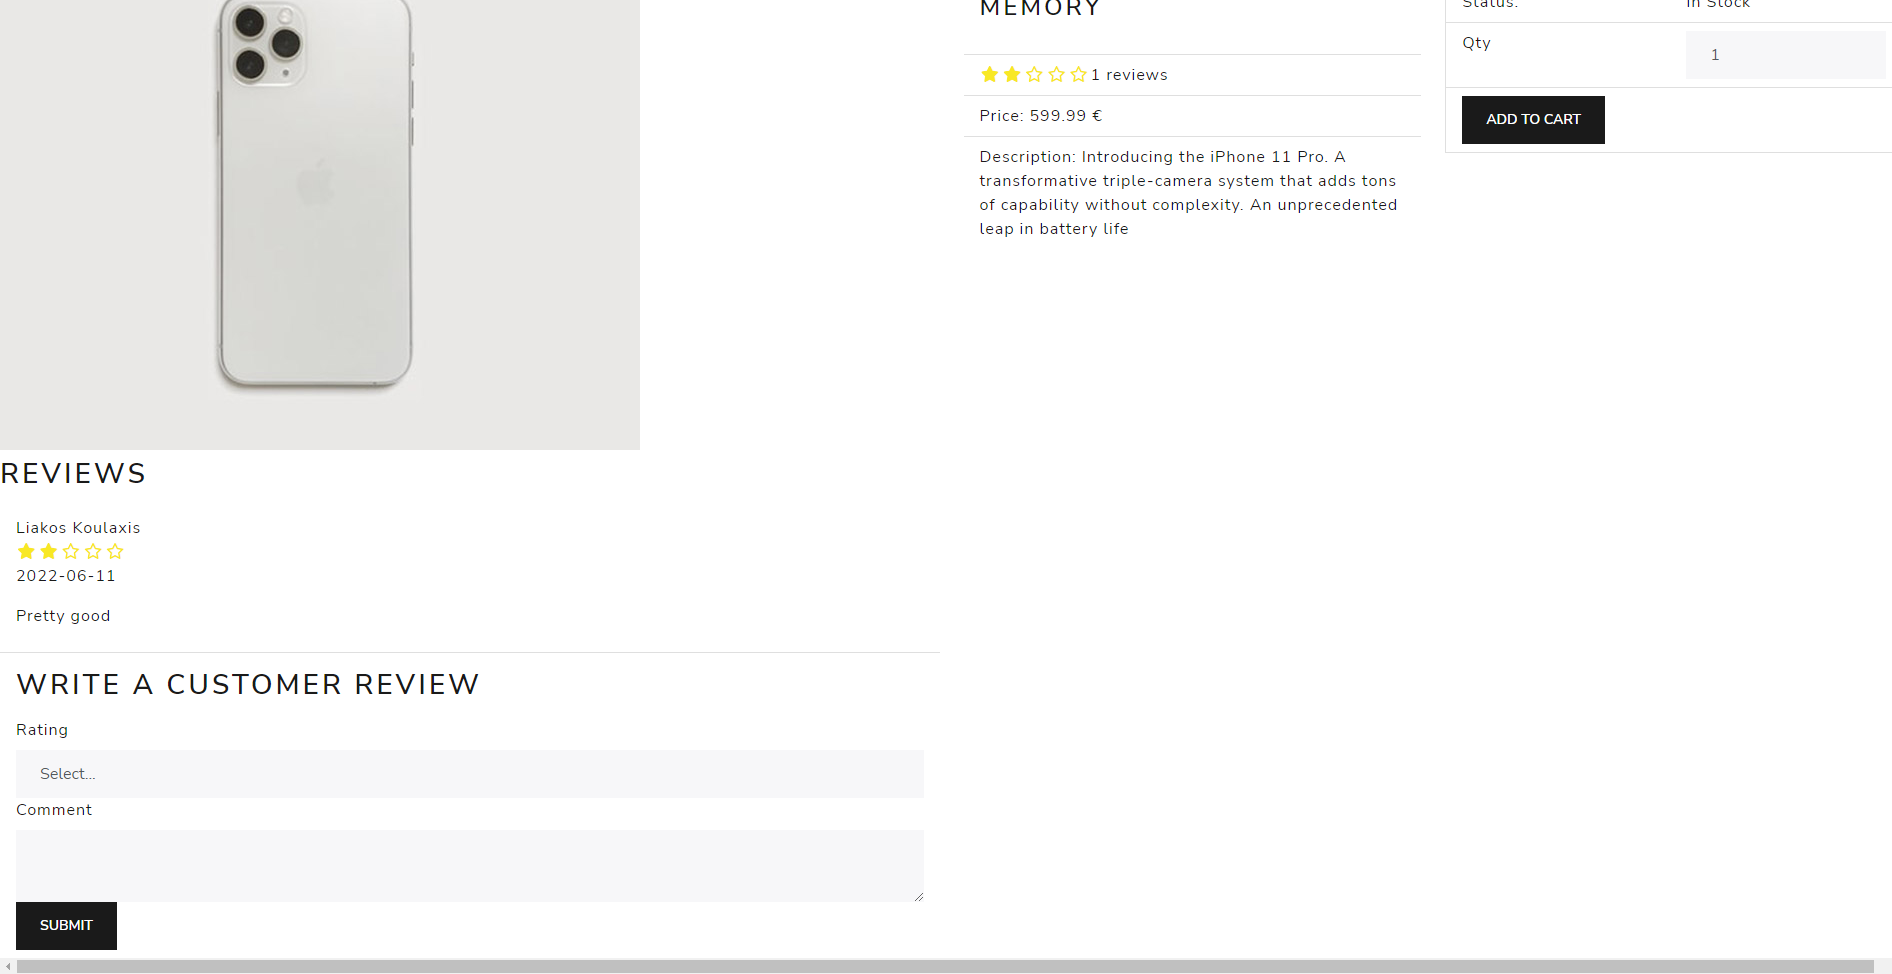 MEMORY
1 reviews
Price: 599.99 €
Description: Introducing the iPhone 11 Pro. A
transformative triple-camera system that adds tons
of capability without complexity. An unprecedented
leap in battery life
Status:
In Stock
Qty
1
ADD TO CART
REVIEWS
Liakos Koulaxis
2022-06-11
Pretty good
WRITE A CUSTOMER REVIEW
Rating
Select...
Comment
SUBMIT